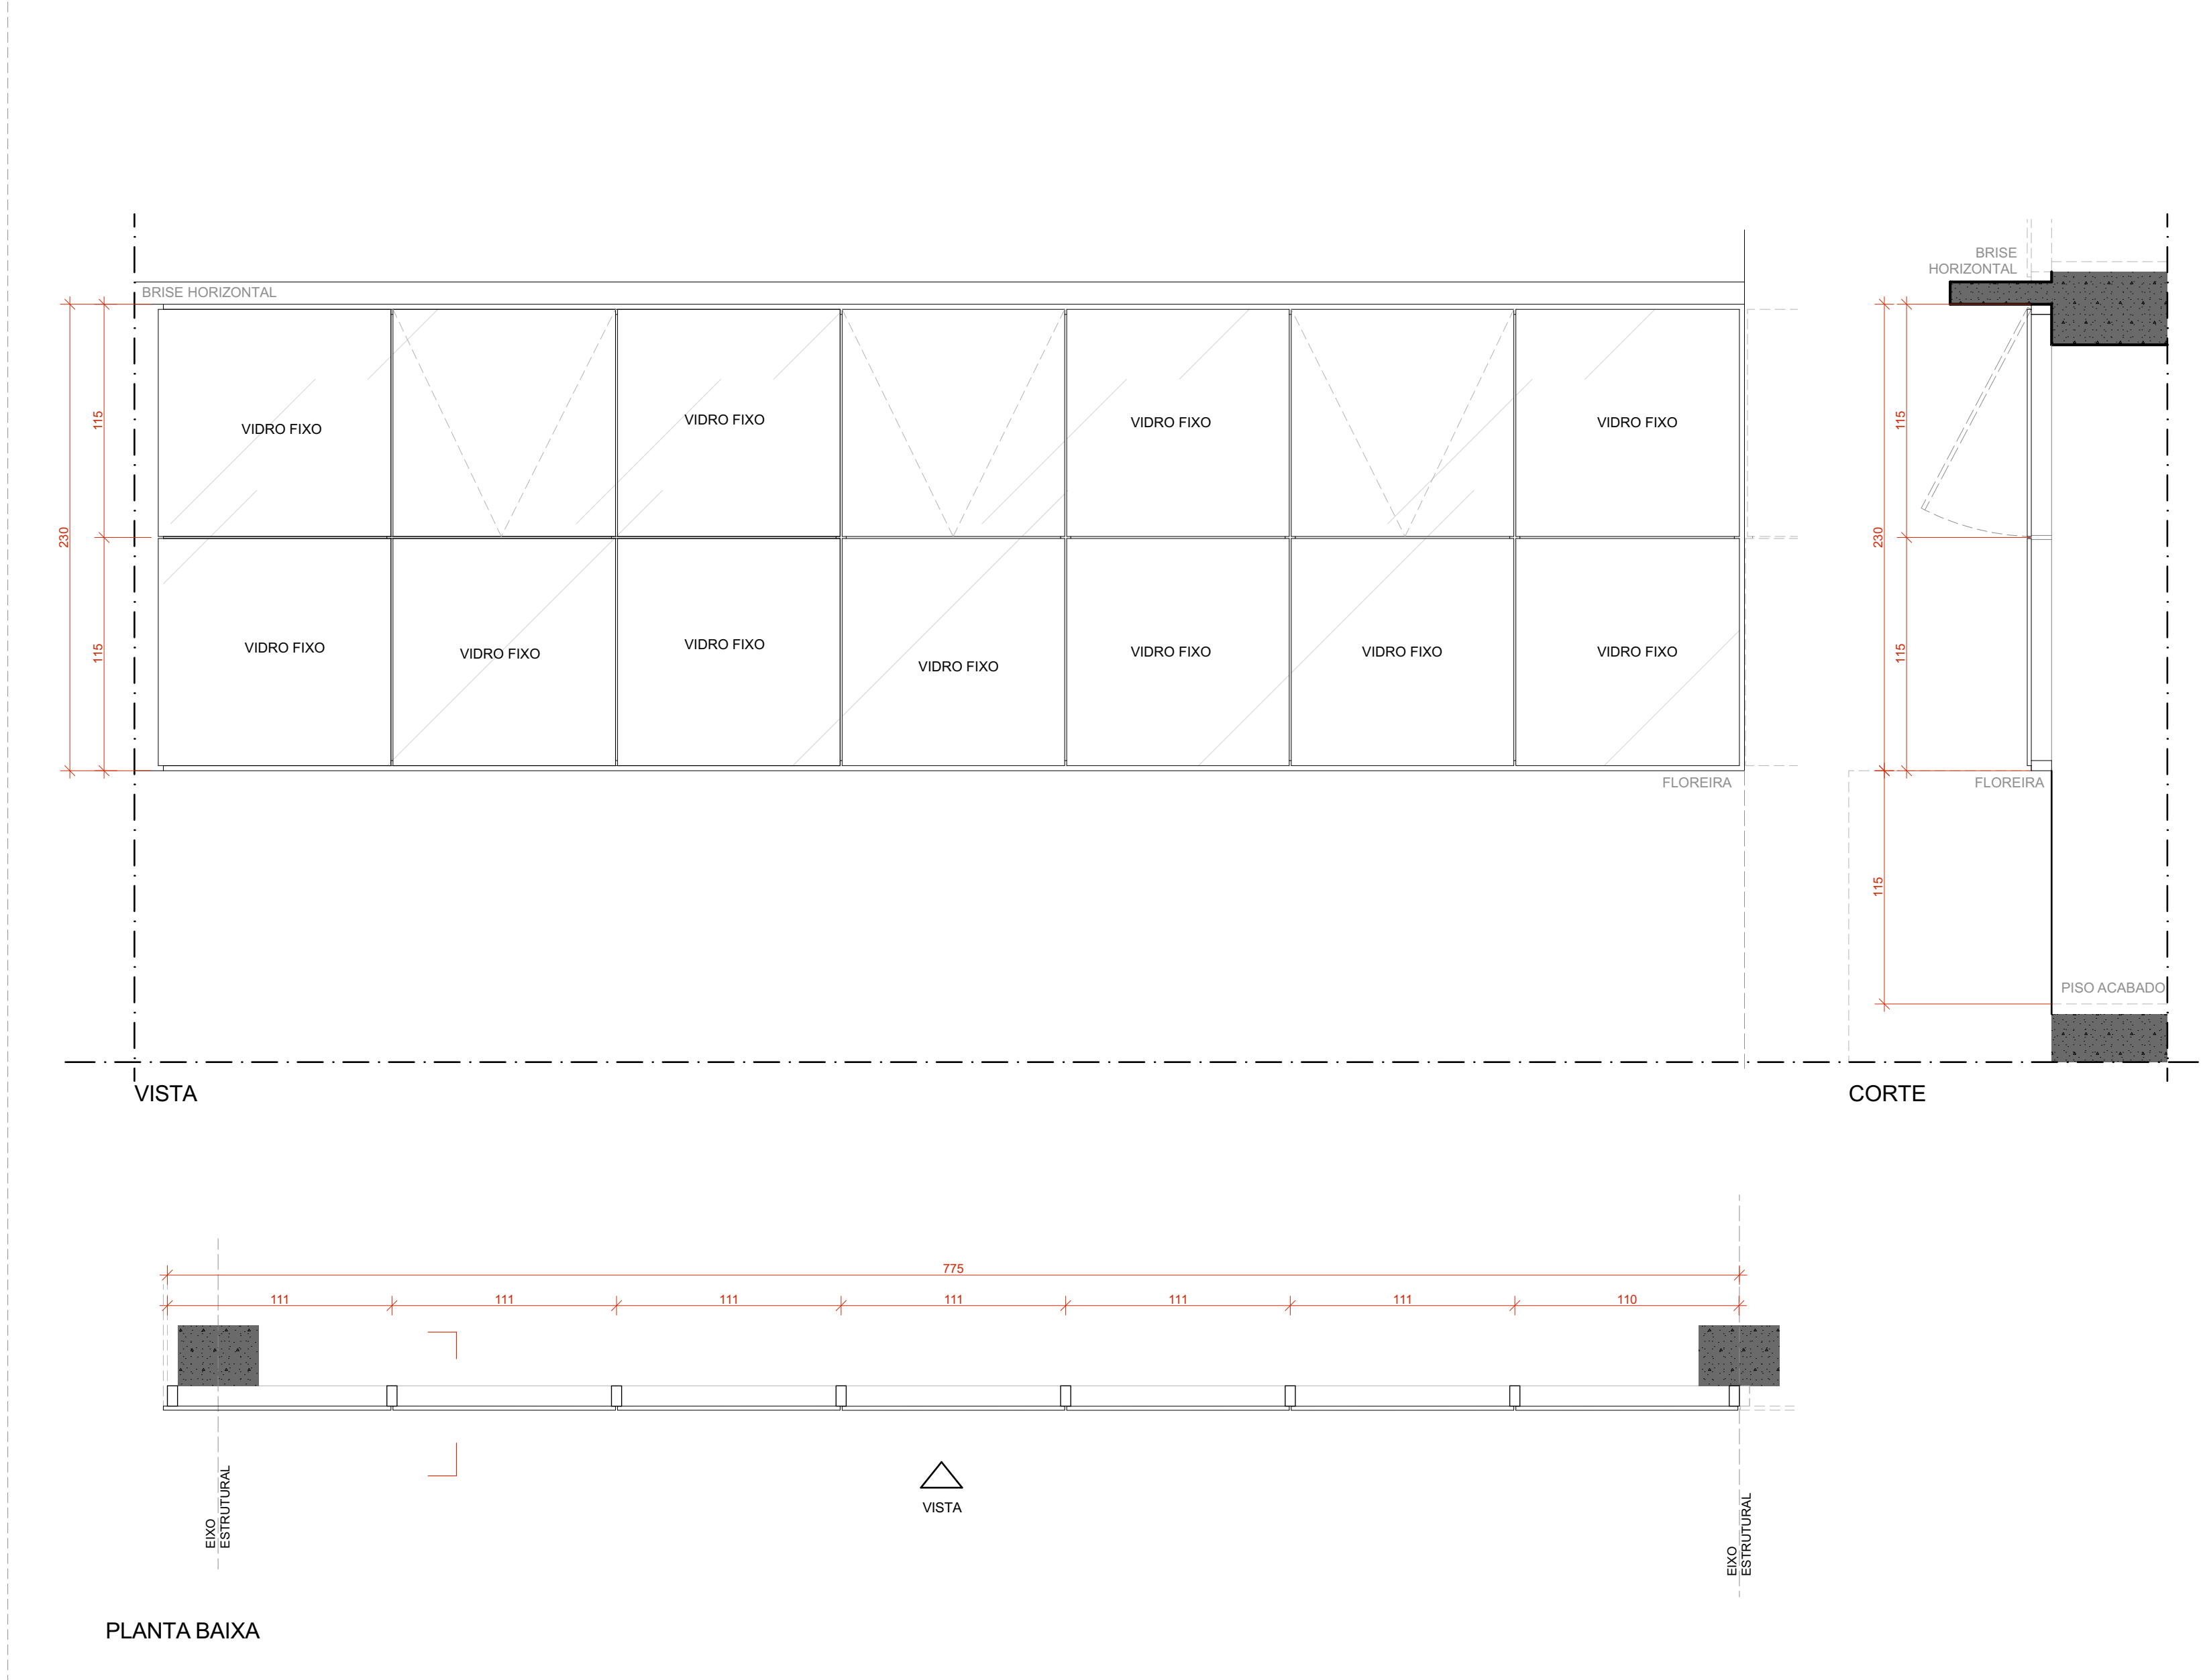 BRISE HORIZONTAL
BRISE
HORIZONTAL
115
VIDRO FIXO
VIDRO FIXO
VIDRO FIXO
VIDRO FIXO
115
230
230
115
VIDRO FIXO
VIDRO FIXO
VIDRO FIXO
VIDRO FIXO
VIDRO FIXO
VIDRO FIXO
VIDRO FIXO
115
FLOREIRA
FLOREIRA
115
PISO ACABADO
VISTA
CORTE
775
111
111
111
111
111
111
110
EIXO
ESTRUTURAL
VISTA
EIXO
ESTRUTURAL
PLANTA BAIXA